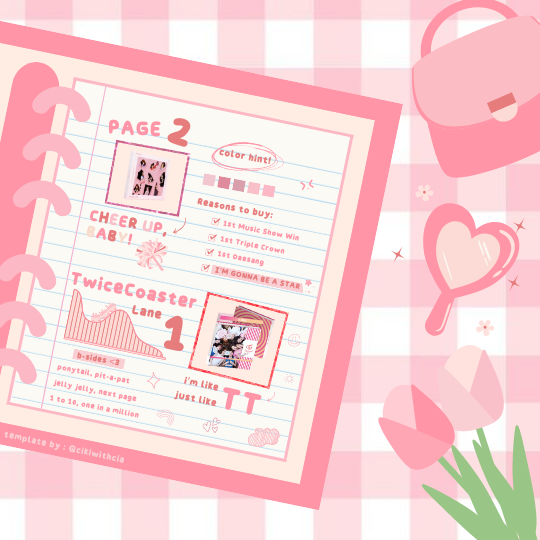 PAGE 2
color hint!
Reasons to buy:
1st Music Show Win
1st Triple Crown
1st Daesang
I'M GONNA BE A STAR
CHEER UP,
BABY!
TwiceCoaster
Lane 1
b-sides <3
ponytail, pit-a-pat
jelly jelly, next page
1 to 10, one in a million
i'm like
just like TT
template by : @cikiwithcia